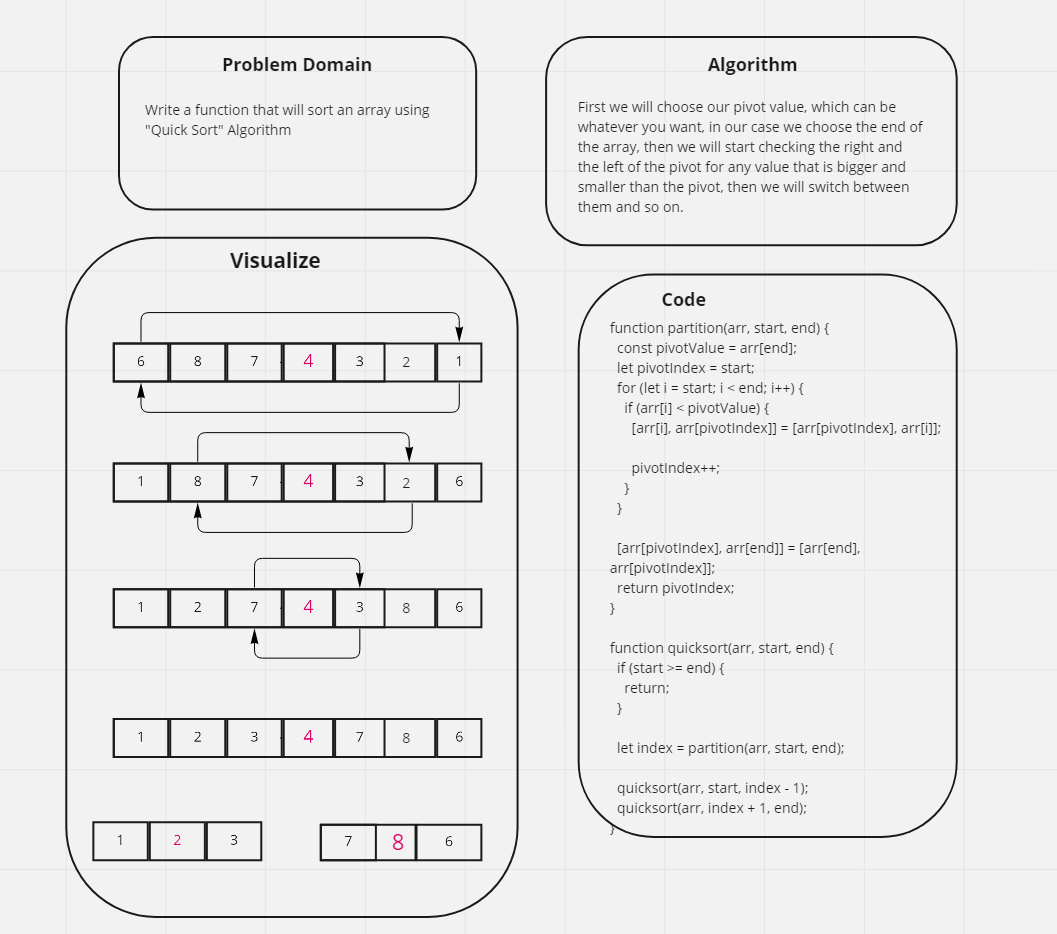 Problem Domain
Write a function that will sort an array using
"Quick Sort" Algorithm
Algorithm
First we will choose our pivot value, which can be
whatever you want, in our case we choose the end of
the array, then we will start checking the right and
the left of the pivot for any value that is bigger and
smaller than the pivot, then we will switch between
them and so on.
Visualize
6 8 7 4 3 2 1
1 8 7 4 3 2 6
1 2 7 4 3 8 6
1 2 3 4 7 8 6
1 2 3
7 8 6
Code
function partition(arr, start, end) {
const pivotValue = arr[end];
let pivotIndex = start;
for (let i = start; i < end; i++) {
if (arr[i] < pivotValue) {
[arr[i], arr[pivotIndex]] = [arr[pivotIndex], arr[i]];
pivotIndex++;
}
}
[arr[pivotIndex], arr[end]] = [arr[end],
arr[pivotIndex]];
return pivotIndex;
}
function quicksort(arr, start, end) {
if (start >= end) {
return;
}
let index = partition(arr, start, end);
quicksort(arr, start, index - 1);
quicksort(arr, index + 1, end);
}